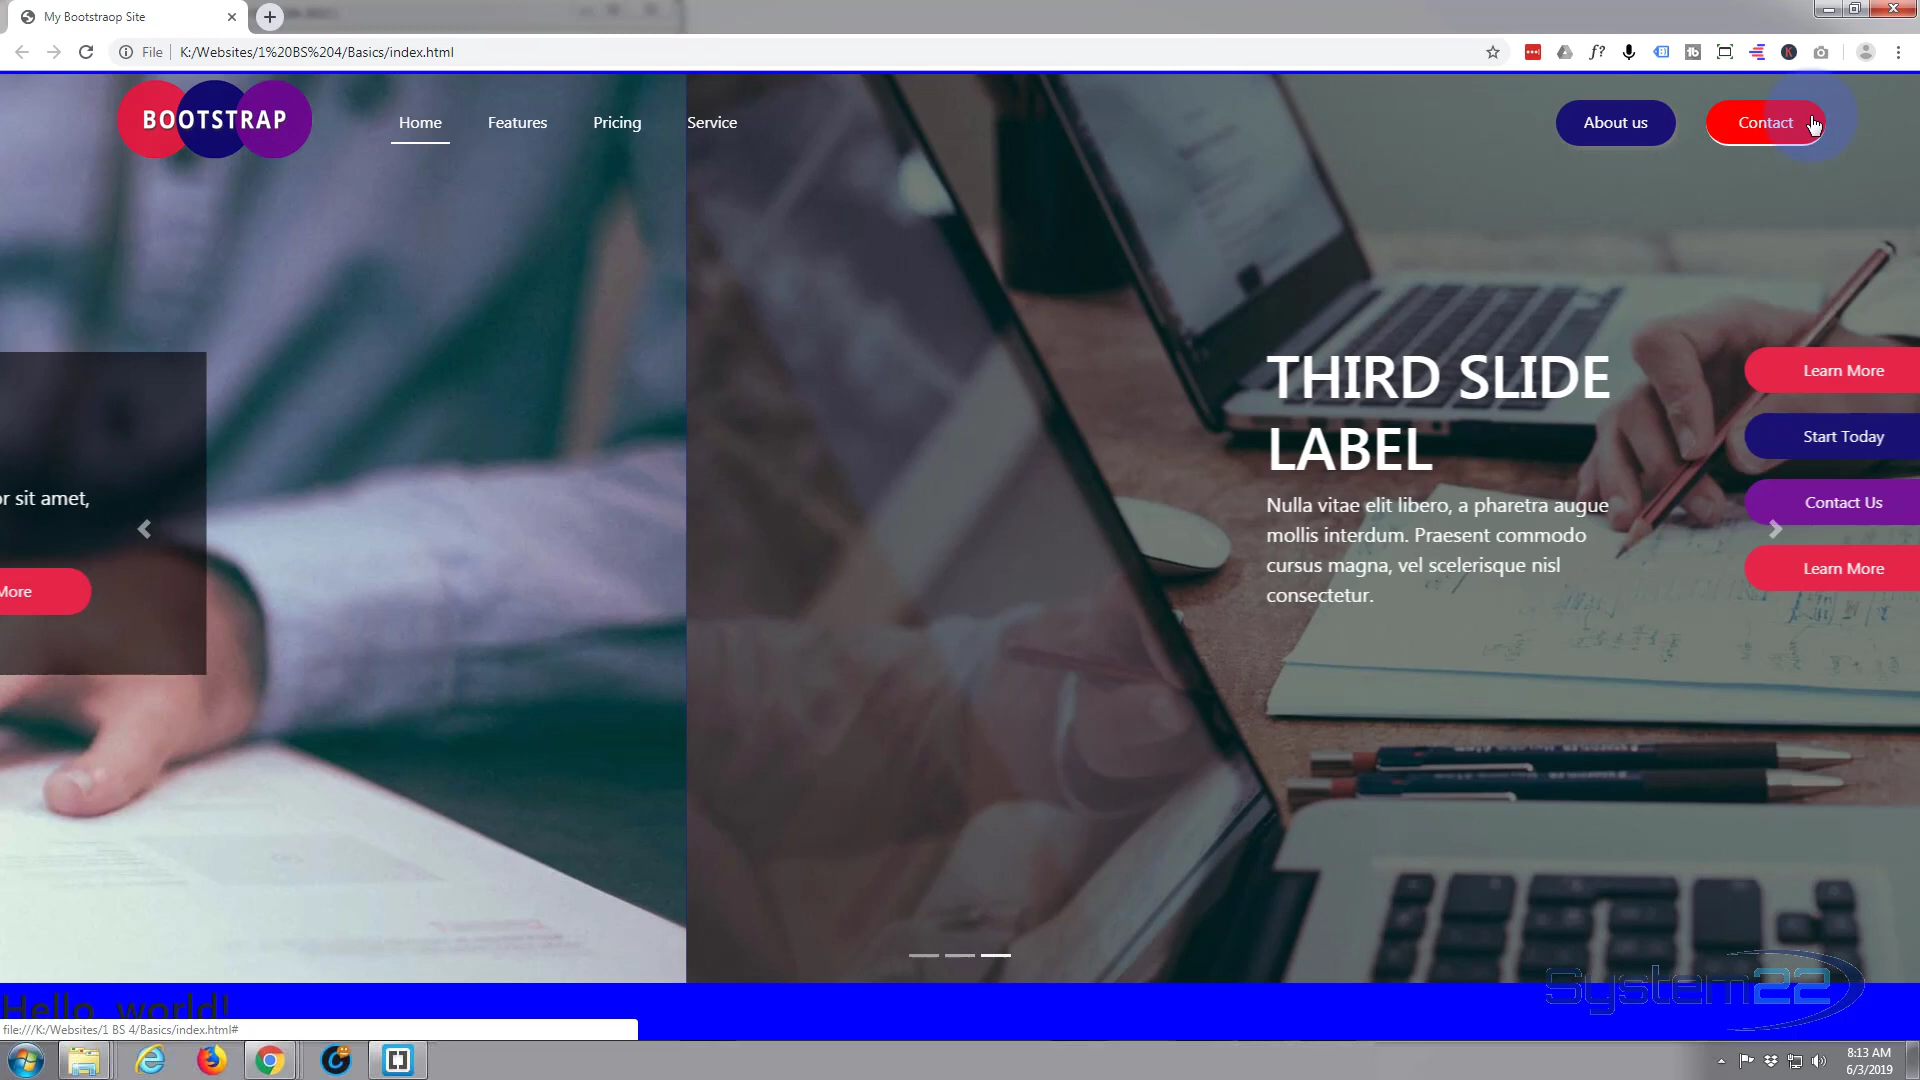 My Bootstraop Site
File
K:/Websites/1%20BS%204/Basics/index.html
BOOTSTRAP
Home
Features
Pricing
Service
About us
Contact
THIRD SLIDE
LABEL
Nulla vitae elit libero, a pharetra augue
mollis interdum. Praesent commodo
cursus magna, vel scelerisque nisl
consectetur.
Learn More
Start Today
Contact Us
Learn More
or sit amet,
More
Hello, world!
System22
file:///K:/Websites/1 BS 4/Basics/index.html#
8:13 AM
6/3/2019